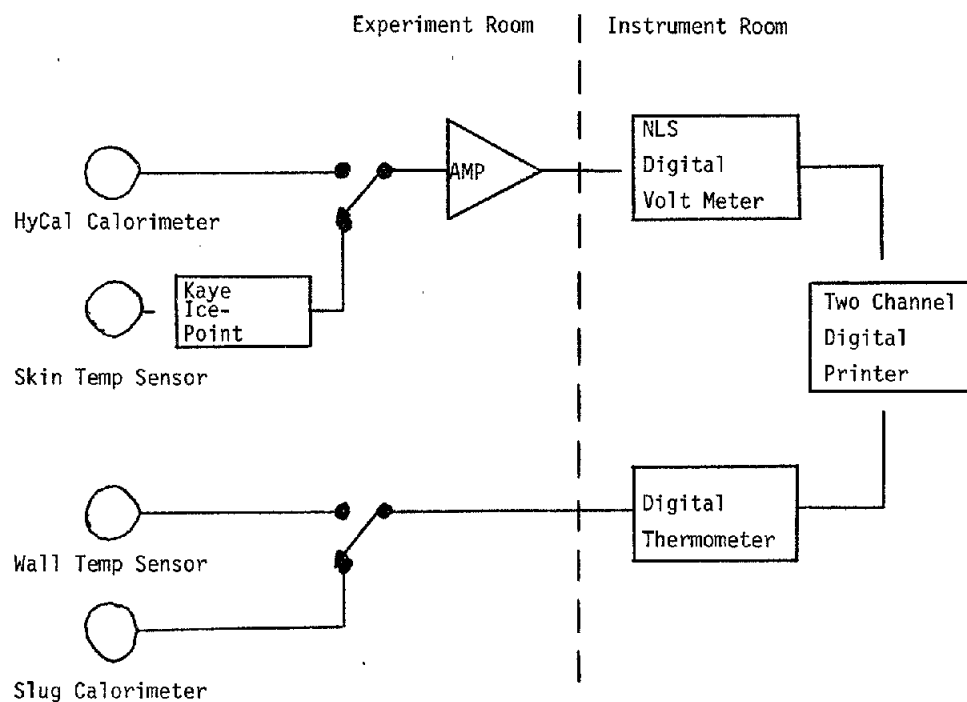 Experiment Room
Instrument Room
HyCal Calorimeter
AMP
NLS
Digital
Volt Meter
Kaye
Ice-
Point
Skin Temp Sensor
Two Channel
Digital
Printer
Wall Temp Sensor
Digital
Thermometer
Slug Calorimeter